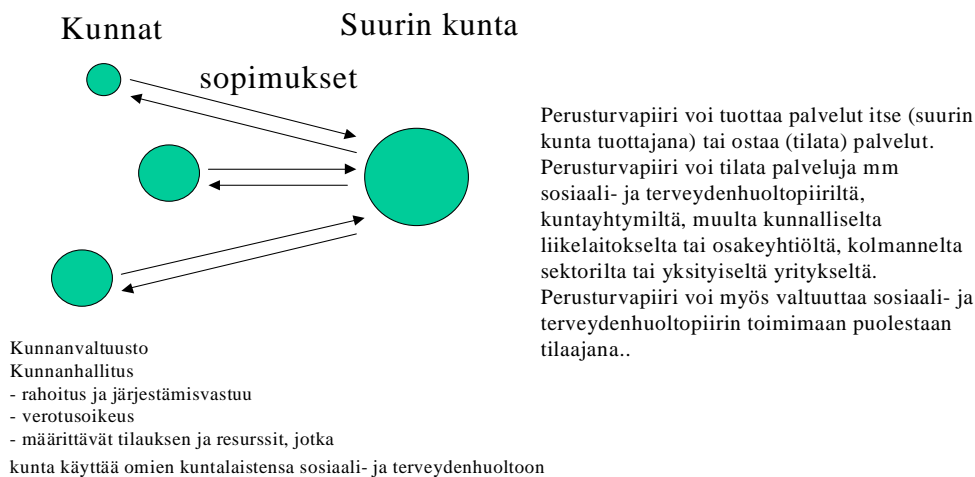 Kunnat
Suurin kunta
sopimukset
Perusturvapiiri voi tuottaa palvelut itse (suurin
kunta tuottajana) tai ostaa (tilata) palvelut.
Perusturvapiiri voi tilata palveluja mm
sosiaali- ja terveydenhuoltopiiriltä,
kuntayhtymiltä, muulta kunnalliselta
liikelaitokselta tai osakeyhtiöltä, kolmannelta
sektorilta tai yksityiseltä yritykseltä.
Perusturvapiiri voi myös valtuuttaa sosiaali- ja
terveydenhuoltopiirin toimimaan puolestaan
tilaajana..
Kunnanvaltuusto
Kunnanhallitus
- rahoitus ja järjestämisvastuu
- verotusoikeus
- määrittävät tilauksen ja resurssit, jotka
kunta käyttää omien kuntalaistensa sosiaali- ja terveydenhuoltoon